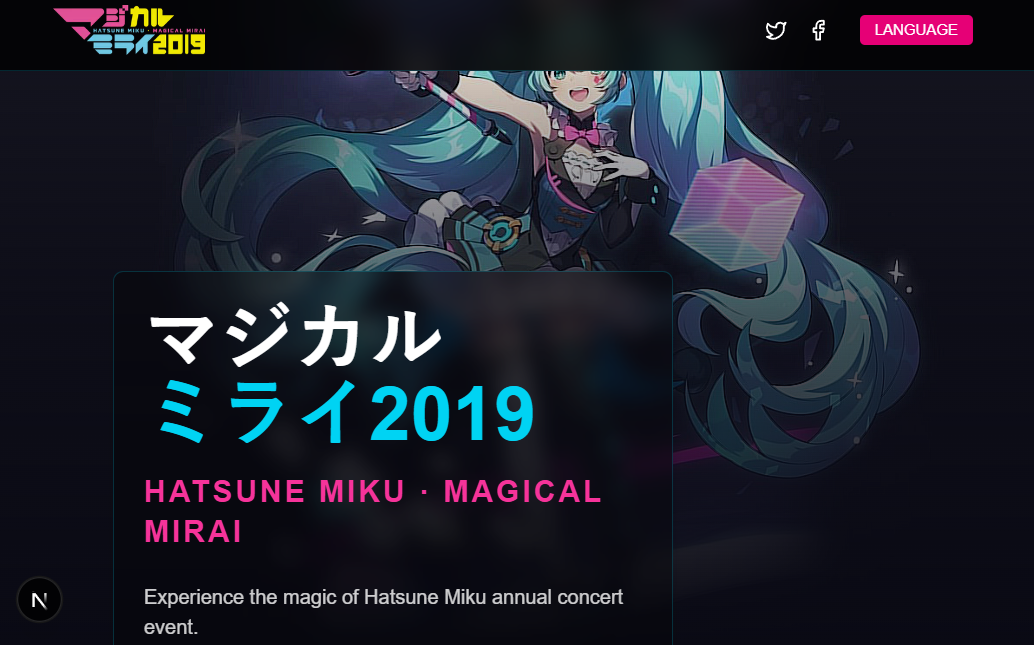 マジカル
HATSUNE MIKU・MAGICAL MIRAI
ミライ2019
LANGUAGE
マジカル
ミライ2019
HATSUNE MIKU · MAGICAL
MIRAI
Experience the magic of Hatsune Miku annual concert
event.
N